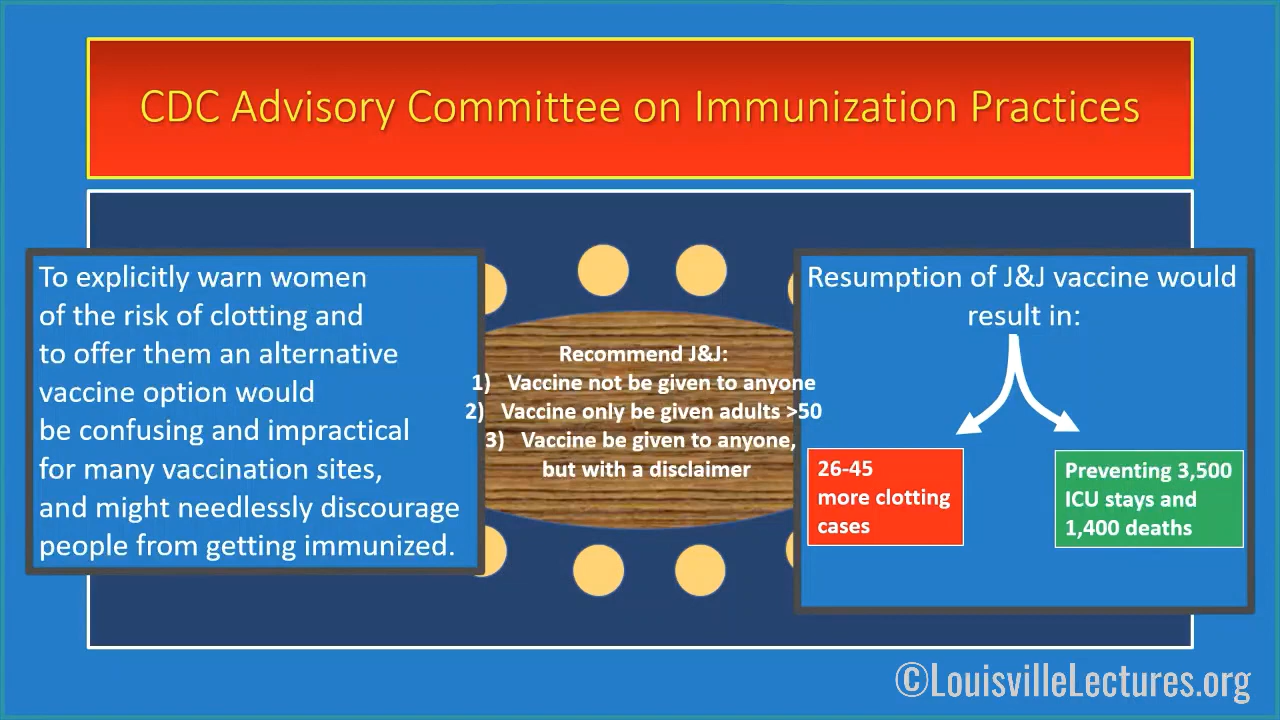 CDC Advisory Committee on Immunization Practices
To explicitly warn women
of the risk of clotting and
to offer them an alternative
vaccine option would
be confusing and impractical
for many vaccination sites,
and might needlessly discourage
people from getting immunized.
Recommend J&J:
1) Vaccine not be given to anyone
2) Vaccine only be given adults >50
3) Vaccine be given to anyone,
but with a disclaimer
Resumption of J&J vaccine would
result in:
26-45
more clotting
cases
Preventing 3,500
ICU stays and
1,400 deaths
©LouisvilleLectures.org